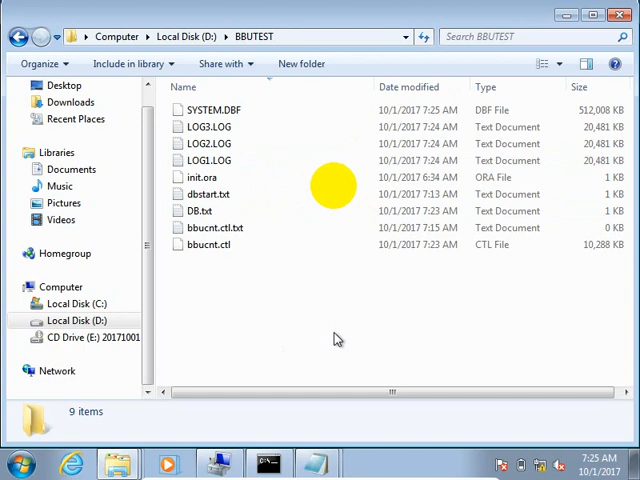 Computer ▸ Local Disk (D:) ▸ BBUTEST
Search BBUTEST
Organize Include in library Share with New folder
Name Date modified Type Size
SYSTEM.DBF 10/1/2017 7:25 AM DBF File 512,008 KB
LOG3.LOG 10/1/2017 7:24 AM Text Document 20,481 KB
LOG2.LOG 10/1/2017 7:24 AM Text Document 20,481 KB
LOG1.LOG 10/1/2017 7:24 AM Text Document 20,481 KB
init.ora 10/1/2017 6:34 AM ORA File 1 KB
dbstart.txt 10/1/2017 7:13 AM Text Document 1 KB
DB.txt 10/1/2017 7:23 AM Text Document 1 KB
bbucnt.ctl.txt 10/1/2017 7:15 AM Text Document 0 KB
bbucnt.ctl 10/1/2017 7:23 AM CTL File 10,288 KB
Desktop
Downloads
Recent Places
Libraries
Documents
Music
Pictures
Videos
Homegroup
Computer
Local Disk (C:)
Local Disk (D:)
CD Drive (E:) 20171001
Network
9 items
7:25 AM
10/1/2017